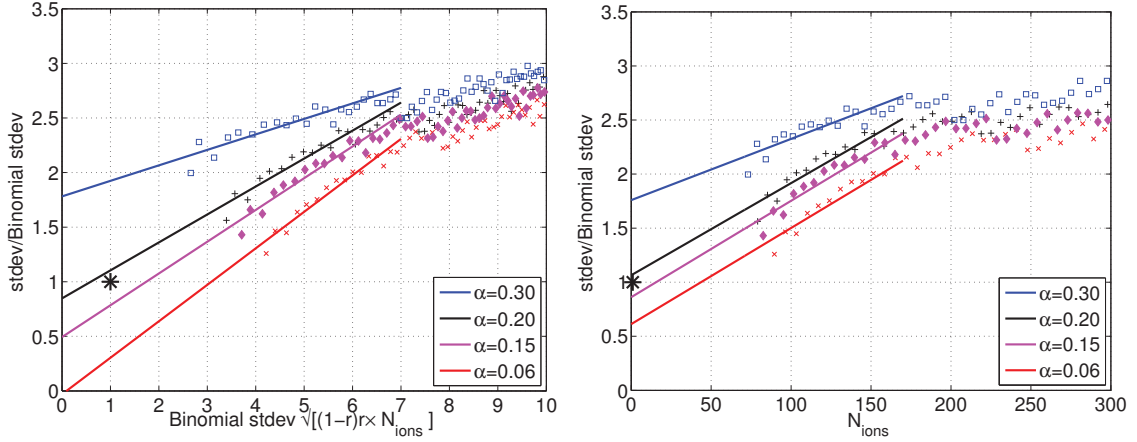 3.5
3
2.5
2
1.5
1
0.5
0
stdev/Binomial stdev
0 1 2 3 4 5 6 7 8 9 10
Binomial stdev √[(1−r)r× N_ions ]
α=0.30
α=0.20
α=0.15
α=0.06
3.5
3
2.5
2
1.5
1
0.5
0
stdev/Binomial stdev
0 50 100 150 200 250 300
N_ions
α=0.30
α=0.20
α=0.15
α=0.06